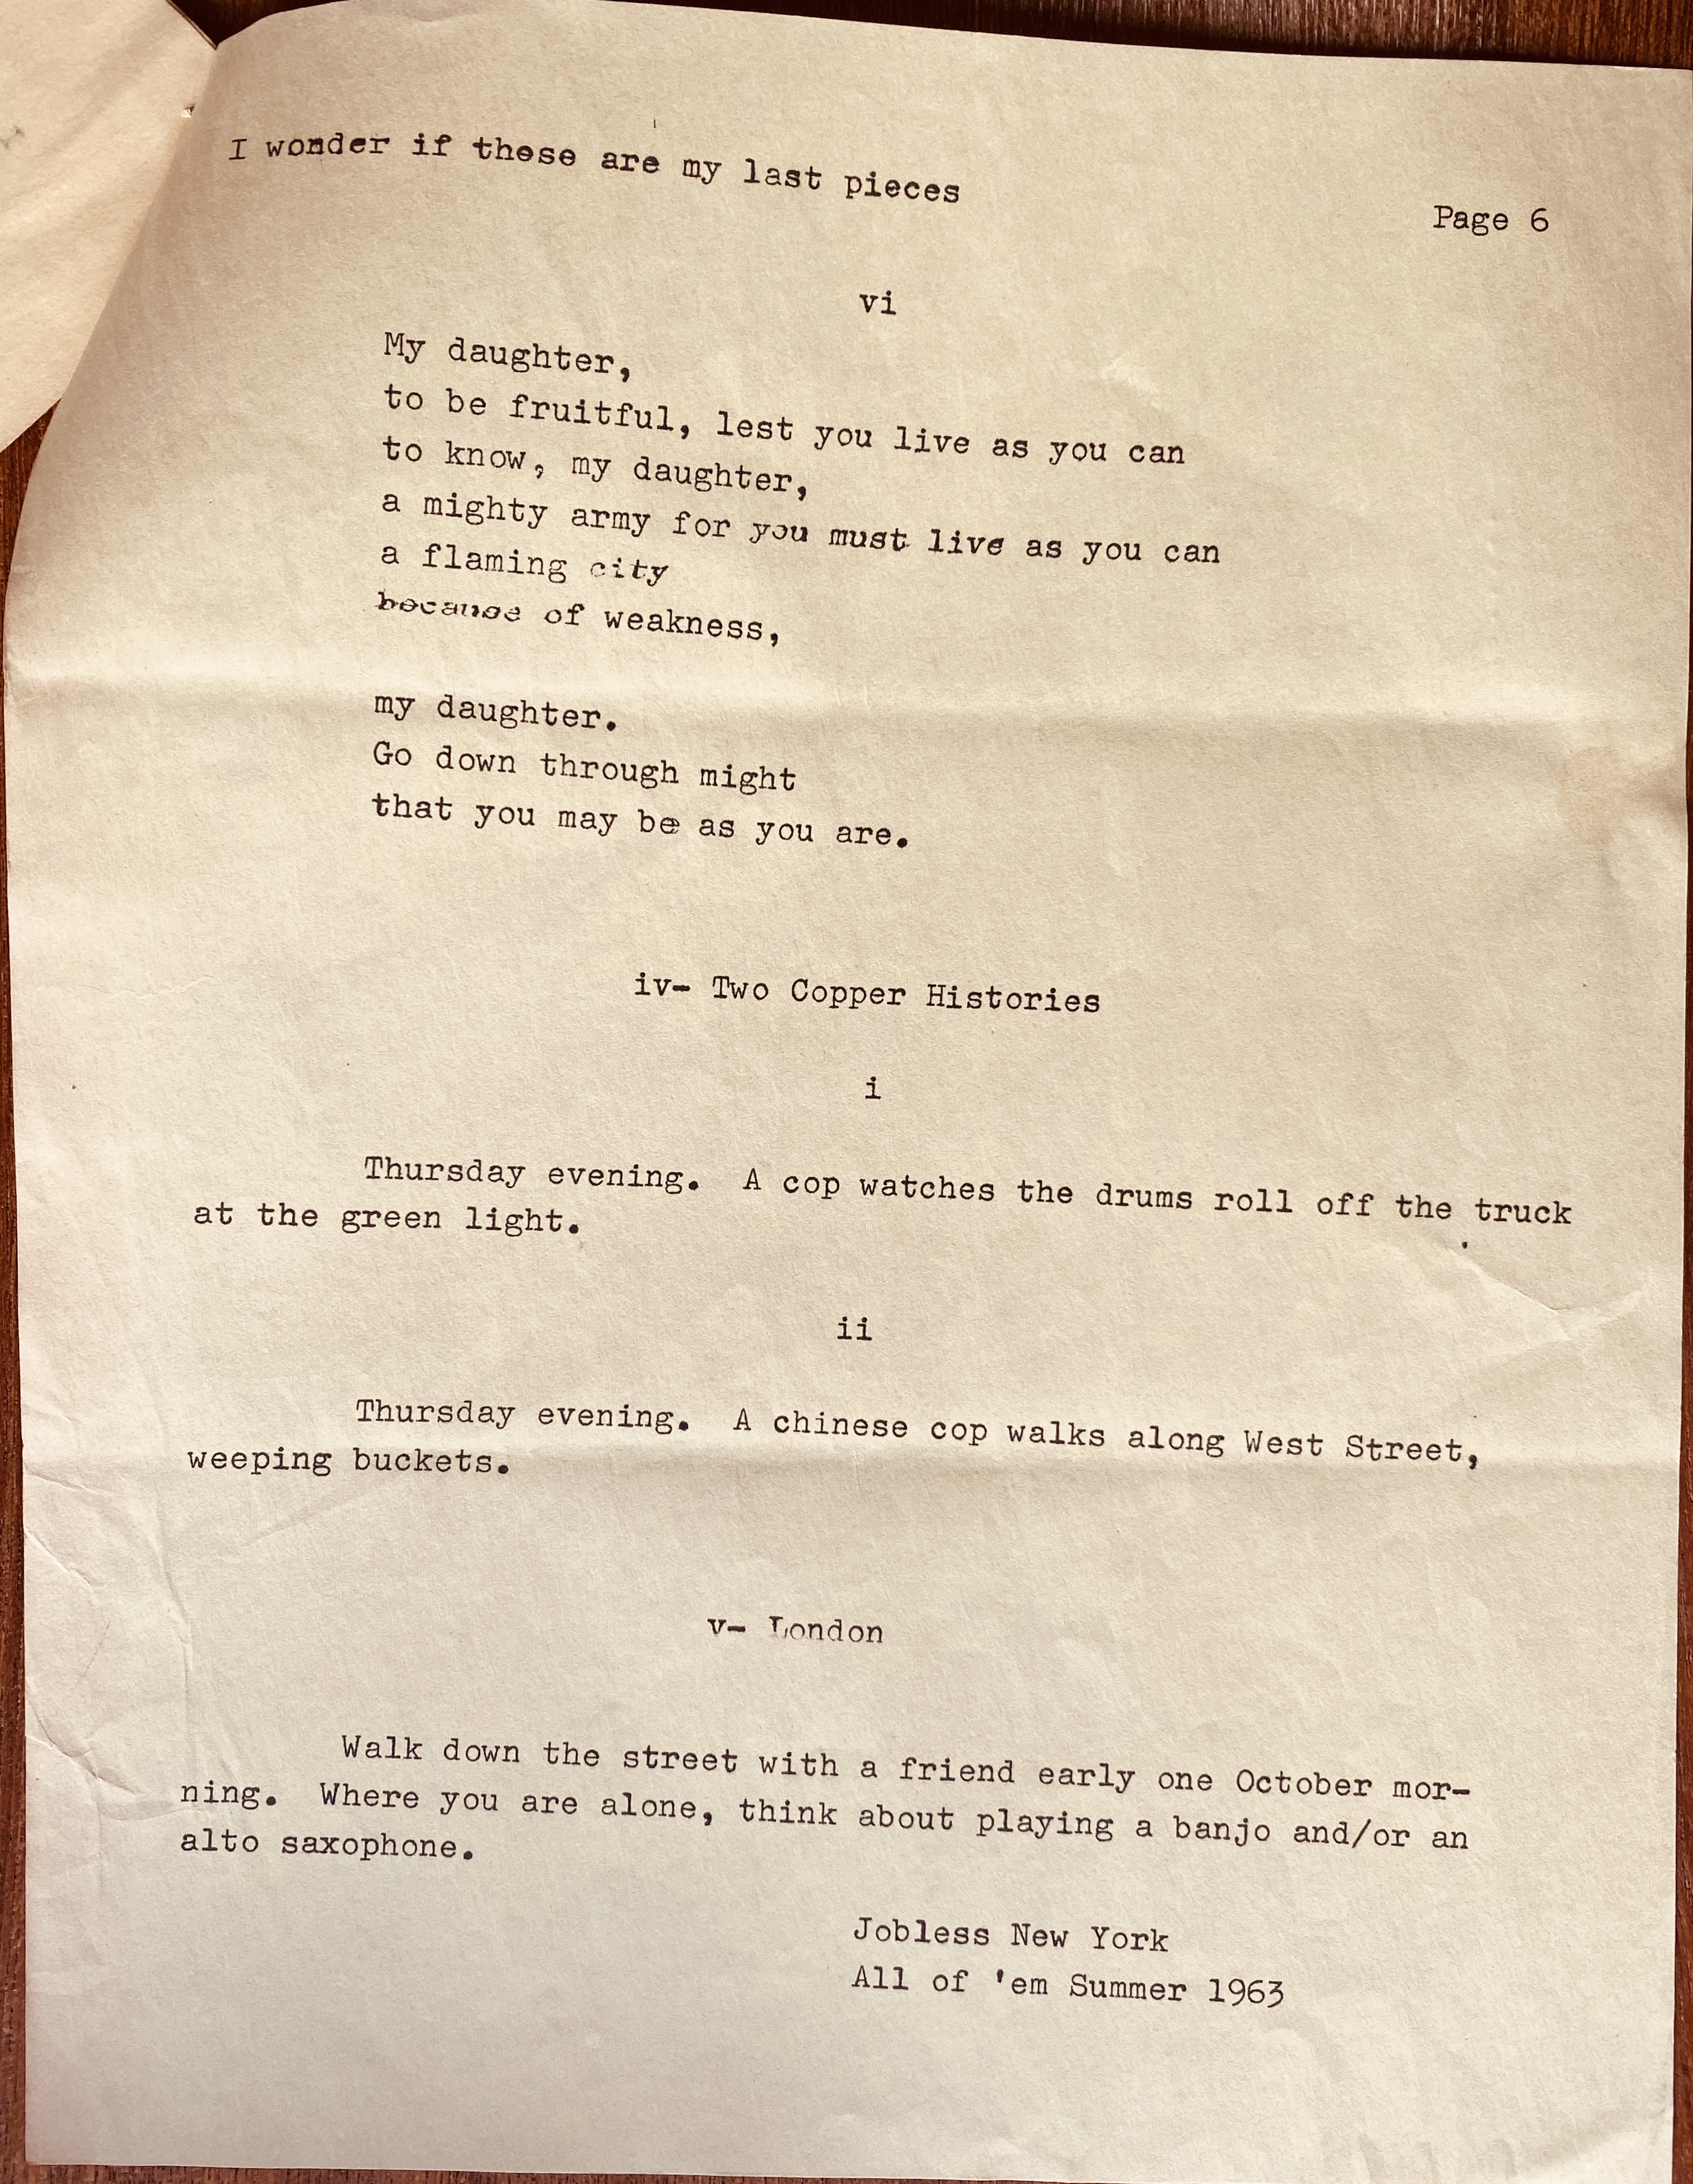 I wonder if these are my last pieces
Page 6
vi
My daughter,
to be fruitful, lest you live as you can
to know, my daughter,
a mighty army for you must live as you can
a flaming city
because of weakness,
my daughter.
Go down through might
that you may be as you are.
iv- Two Copper Histories
i
Thursday evening.  A cop watches the drums roll off the truck
at the green light.
ii
Thursday evening.  A chinese cop walks along West Street,
weeping buckets.
v- London
Walk down the street with a friend early one October mor-
ning.  Where you are alone, think about playing a banjo and/or an
alto saxophone.
Jobless New York
All of 'em Summer 1963